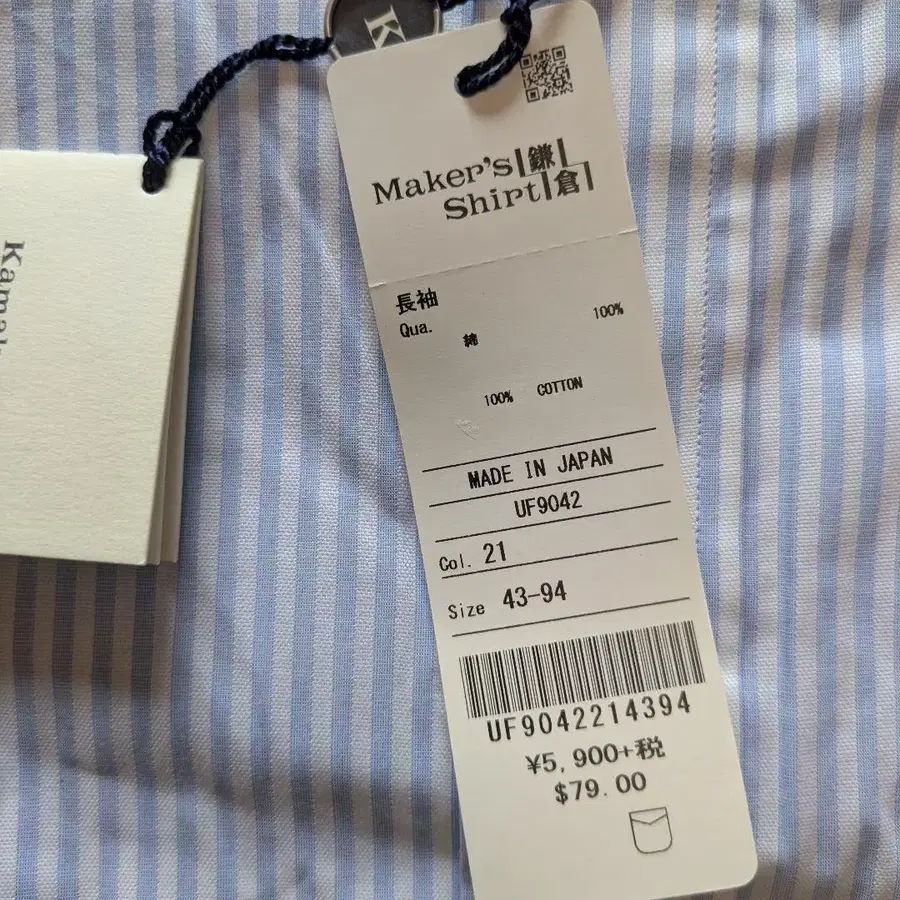 K
Kama
Maker's 鎌
Shirt 倉
長袖
Qua.
綿 100%
100% COTTON
MADE IN JAPAN
UF9042
Col. 21
Size 43-94
UF9042214394
¥5,900+税
$79.00